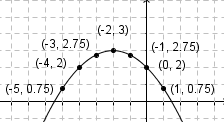 (-2, 3)
(-3, 2.75) (-1, 2.75)
(-4, 2) (0, 2)
(-5, 0.75) (1, 0.75)